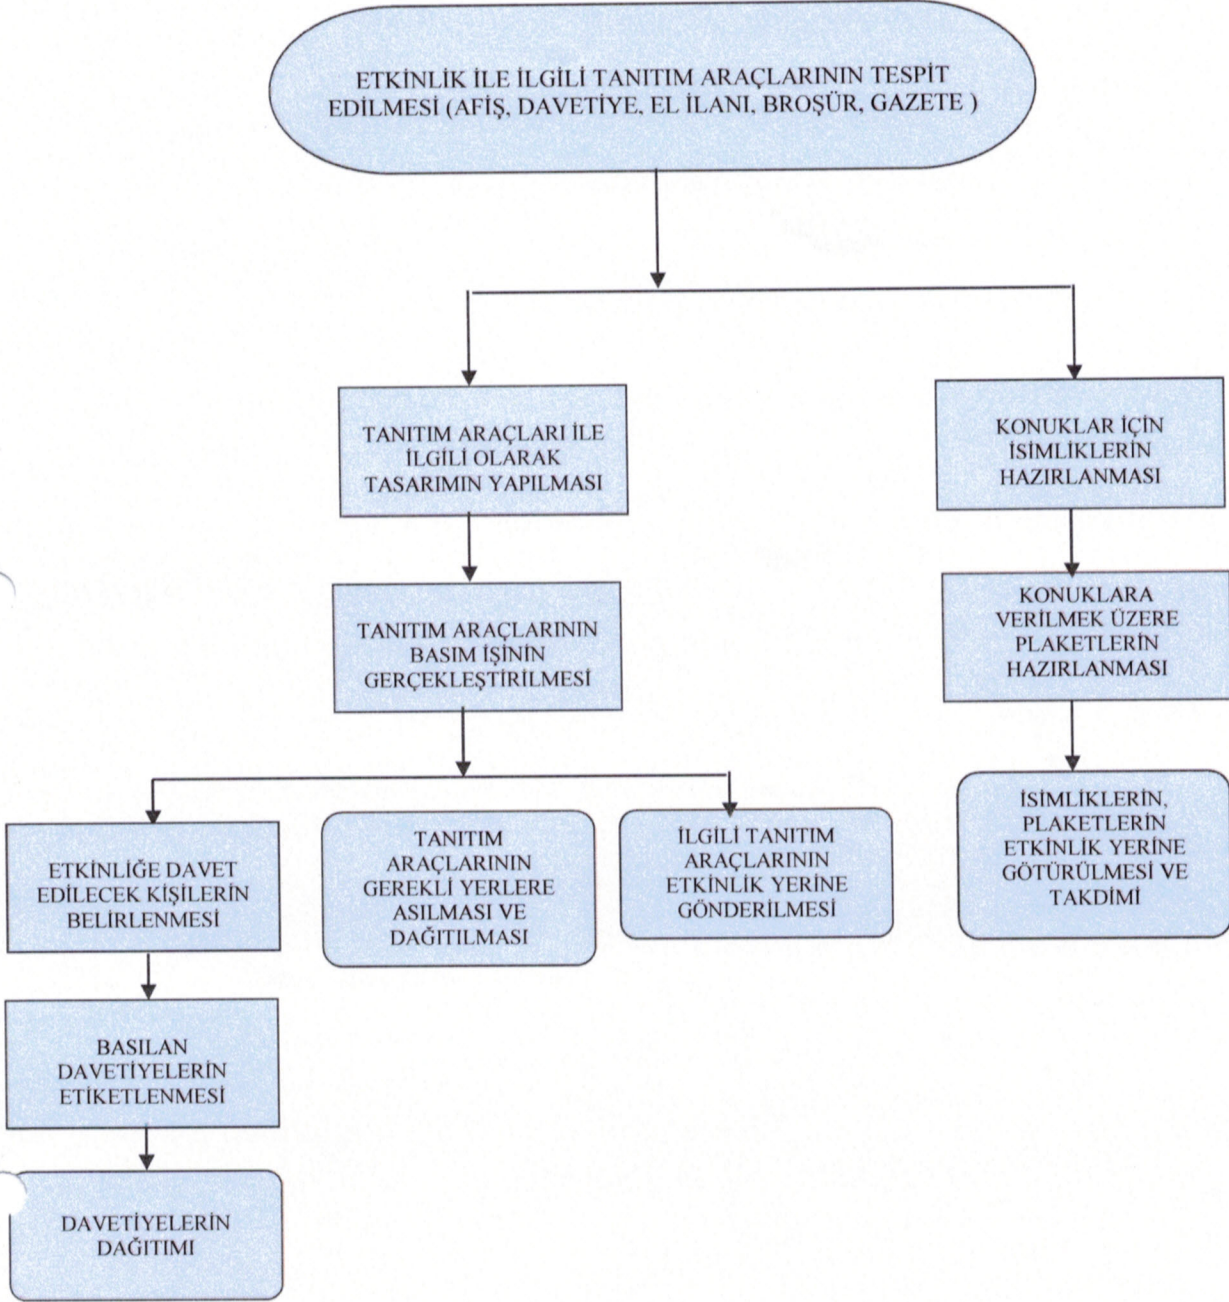 ETKİNLİK İLE İLGİLİ TANITIM ARAÇLARININ TESPİT
EDİLMESİ (AFİŞ, DAVETİYE, EL İLANI, BROŞÜR, GAZETE )
TANITIM ARAÇLARI İLE
İLGİLİ OLARAK
TASARIMIN YAPILMASI
KONUKLAR İÇİN
İSİMLİKLERİN
HAZIRLANMASI
TANITIM ARAÇLARININ
BASIM İŞİNİN
GERÇEKLEŞTİRİLMESİ
KONUKLARA
VERİLMEK ÜZERE
PLAKETLERİN
HAZIRLANMASI
ETKİNLİĞE DAVET
EDİLECEK KİŞİLERİN
BELİRLENMESİ
TANITIM
ARAÇLARININ
GEREKLİ YERLERE
ASILMASI VE
DAĞITILMASI
İLGİLİ TANITIM
ARAÇLARININ
ETKİNLİK YERİNE
GÖNDERİLMESİ
İSİMLİKLERİN,
PLAKETLERİN
ETKİNLİK YERİNE
GÖTÜRÜLMESİ VE
TAKDİMİ
BASILAN
DAVETİYELERİN
ETİKETLENMESİ
DAVETİYELERİN
DAĞITIMI